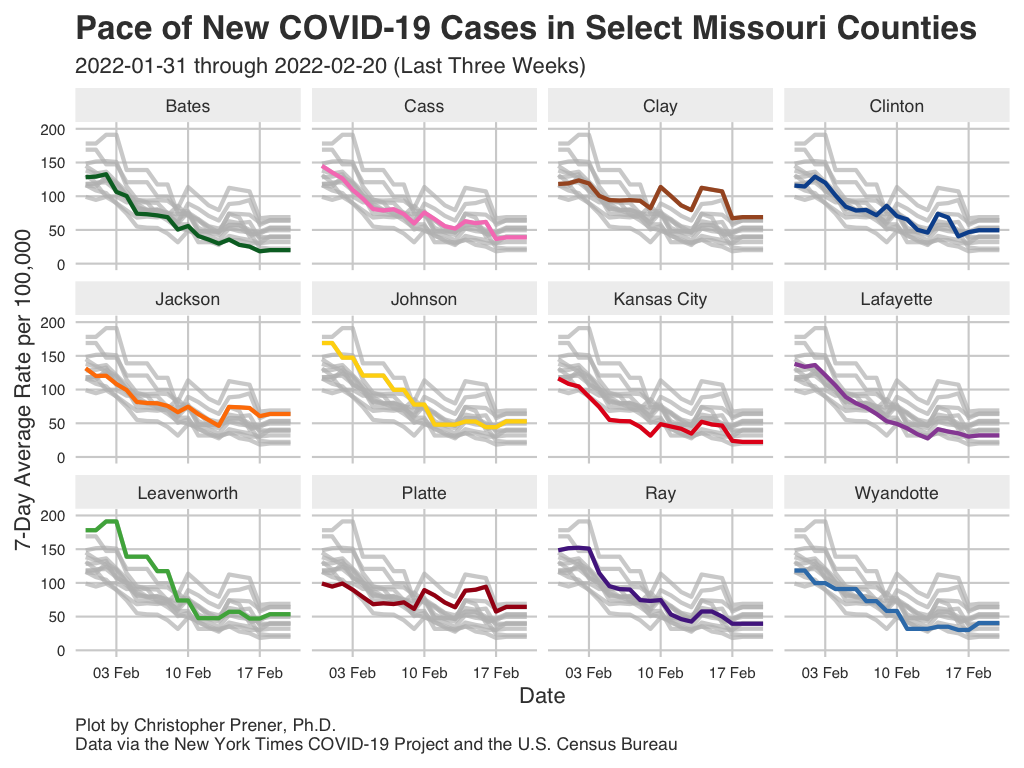 Pace of New COVID-19 Cases in Select Missouri Counties
2022-01-31 through 2022-02-20 (Last Three Weeks)
Bates Cass Clay Clinton
200
150
100
50
0
Jackson Johnson Kansas City Lafayette
200
150
100
50
0
Leavenworth Platte Ray Wyandotte
200
150
100
50
0
7-Day Average Rate per 100,000
03 Feb 10 Feb 17 Feb 03 Feb 10 Feb 17 Feb 03 Feb 10 Feb 17 Feb 03 Feb 10 Feb 17 Feb
Date
Plot by Christopher Prener, Ph.D.
Data via the New York Times COVID-19 Project and the U.S. Census Bureau